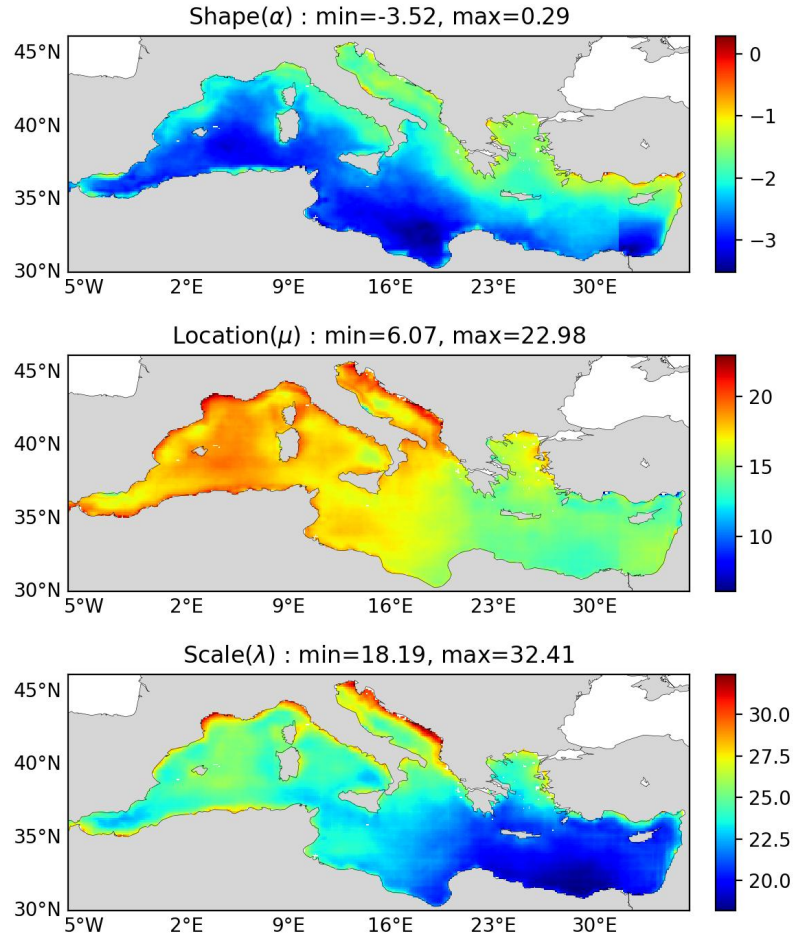 Shape(α) : min=-3.52, max=0.29
45°N
40°N
35°N
30°N
5°W 2°E 9°E 16°E 23°E 30°E
0
−1
−2
−3
Location(μ) : min=6.07, max=22.98
45°N
40°N
35°N
30°N
5°W 2°E 9°E 16°E 23°E 30°E
20
15
10
Scale(λ) : min=18.19, max=32.41
45°N
40°N
35°N
30°N
5°W 2°E 9°E 16°E 23°E 30°E
30.0
27.5
25.0
22.5
20.0